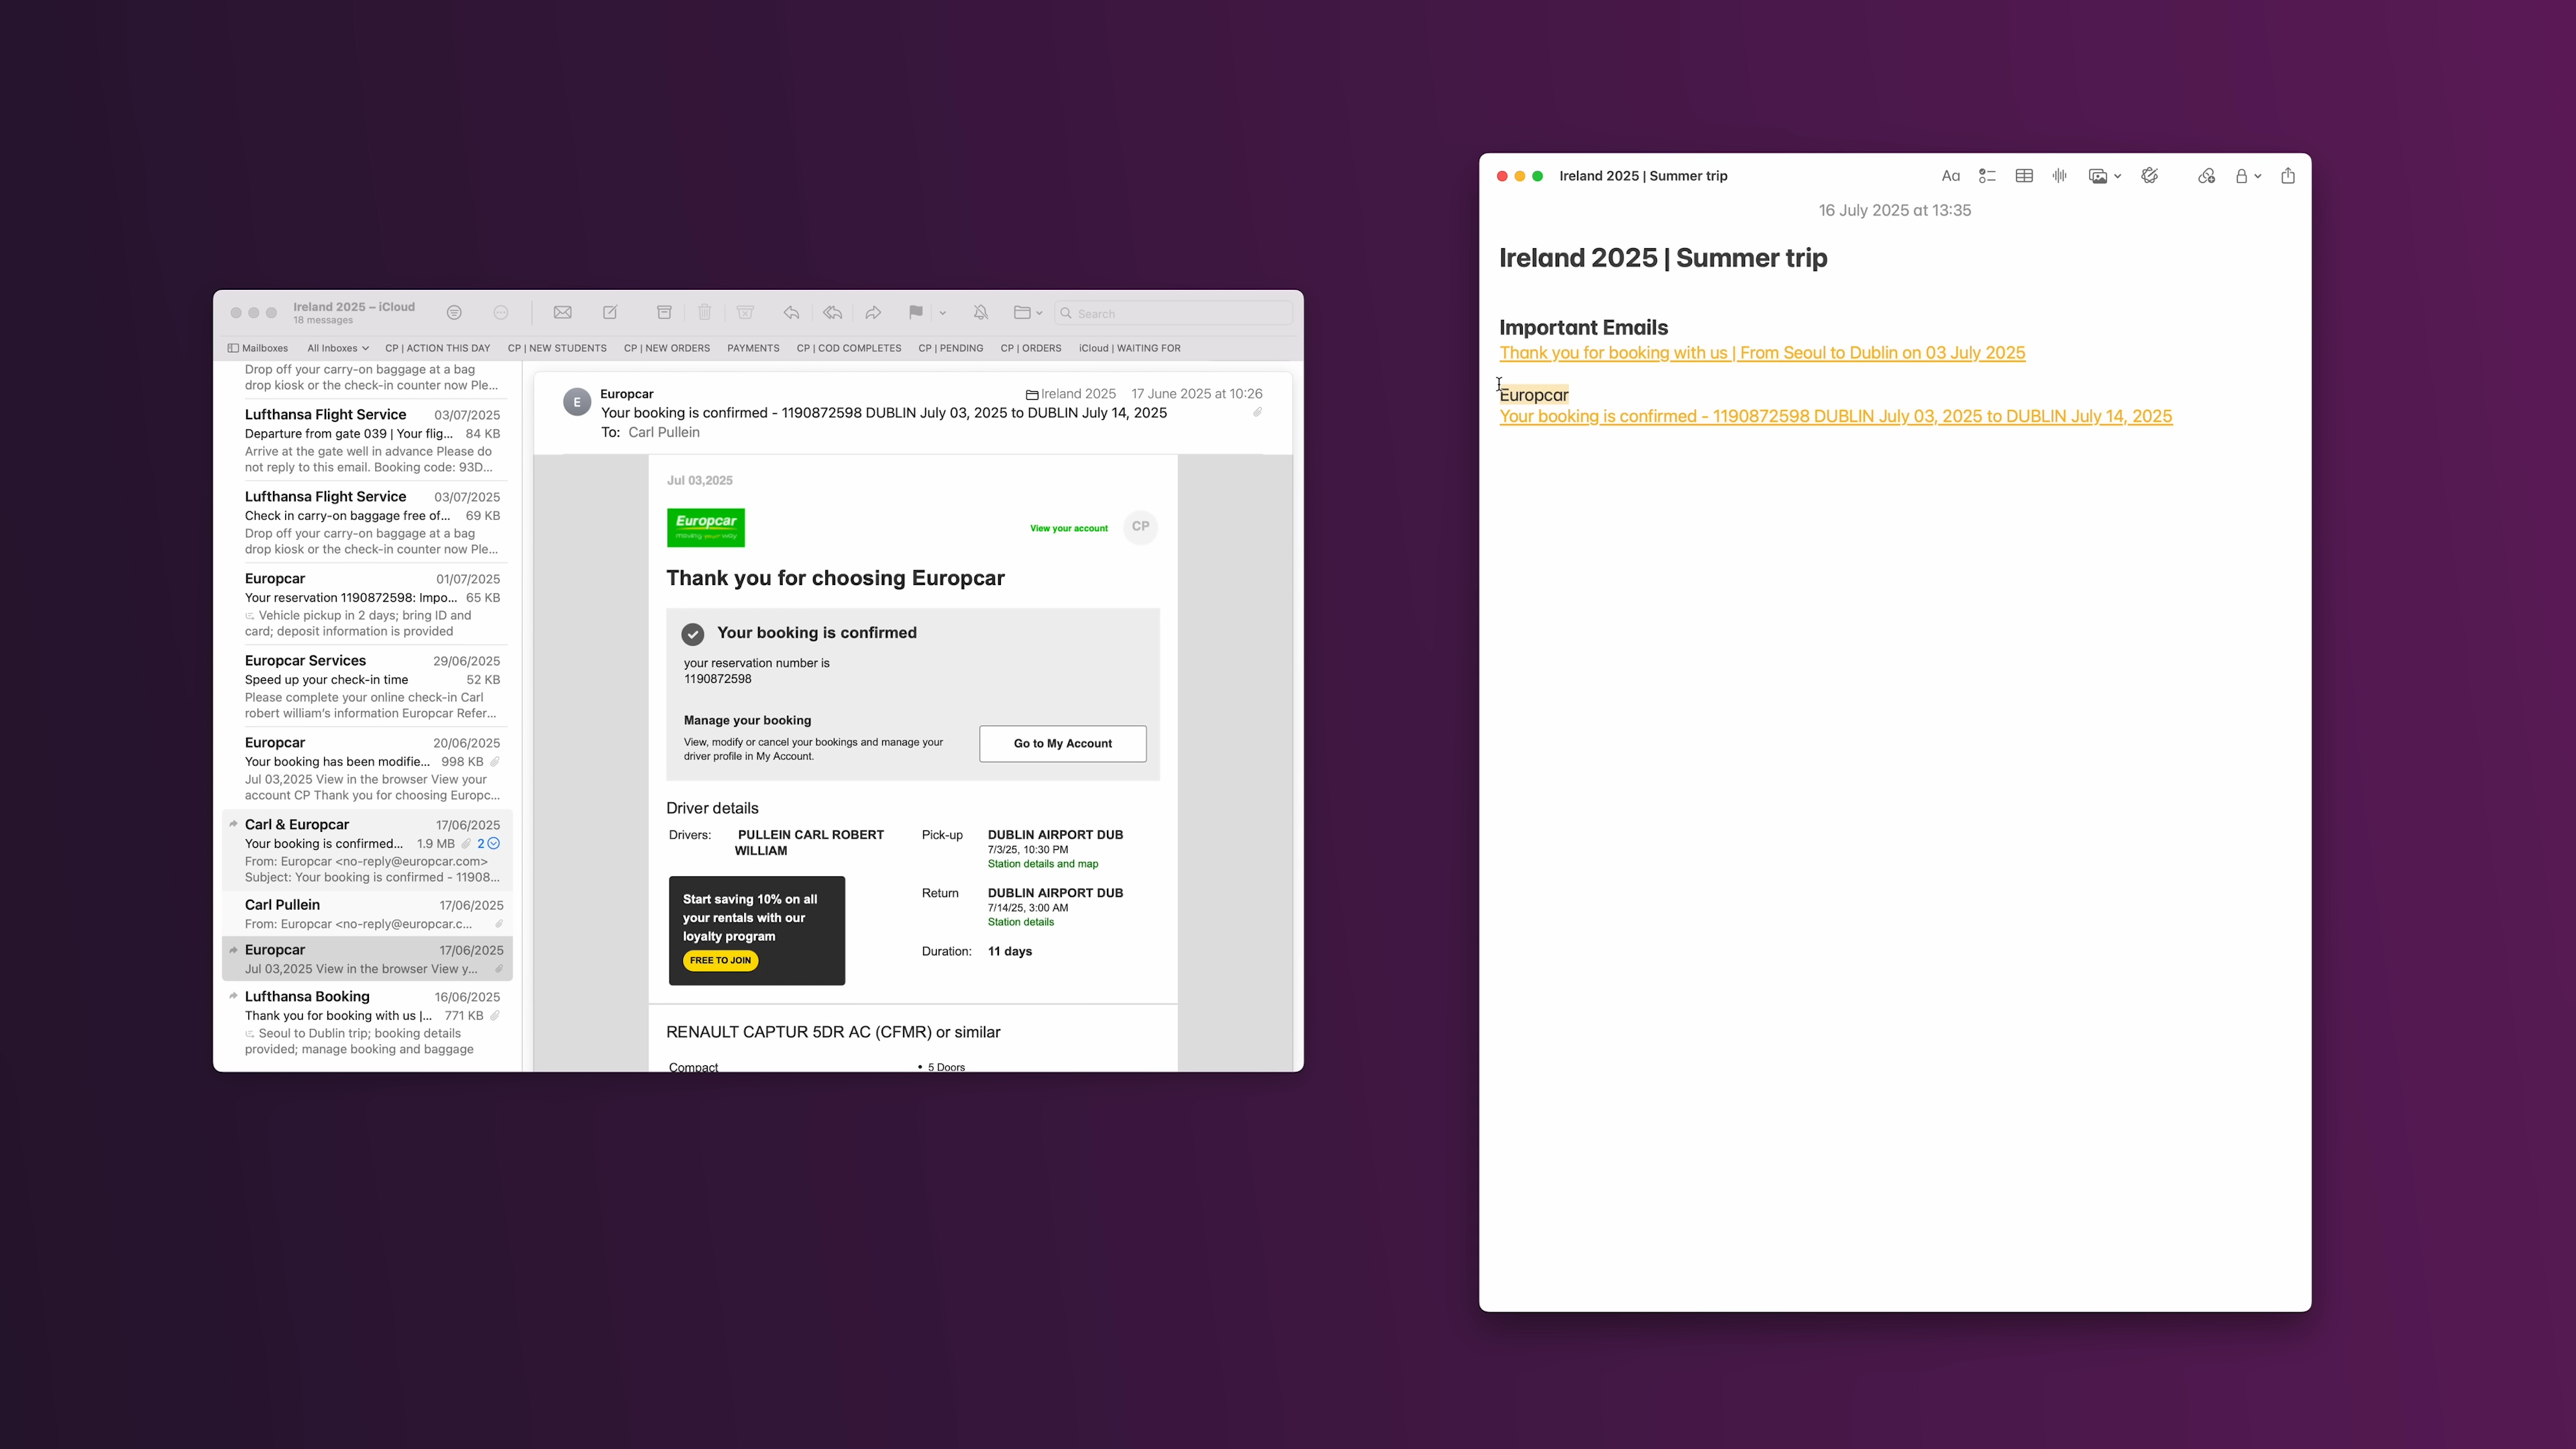 Ireland 2025 – iCloud
18 messages
Search
Mailboxes
All Inboxes
CP | ACTION THIS DAY
CP | NEW STUDENTS
CP | NEW ORDERS
PAYMENTS
CP | COD COMPLETES
CP | PENDING
CP | ORDERS
iCloud | WAITING FOR
Drop off your carry-on baggage at a bag
drop kiosk or the check-in counter now Ple...
Lufthansa Flight Service 03/07/2025
Departure from gate 039 | Your flig... 84 KB
Arrive at the gate well in advance Please do
not reply to this email. Booking code: 93D...
Lufthansa Flight Service 03/07/2025
Check in carry-on baggage free of... 69 KB
Drop off your carry-on baggage at a bag
drop kiosk or the check-in counter now Ple...
Europcar 01/07/2025
Your reservation 1190872598: Impo... 65 KB
Vehicle pickup in 2 days; bring ID and
card; deposit information is provided
Europcar Services 29/06/2025
Speed up your check-in time 52 KB
Please complete your online check-in Carl
robert william's information Europcar Refer...
Europcar 20/06/2025
Your booking has been modifie... 998 KB
Jul 03,2025 View in the browser View your
account CP Thank you for choosing Europc...
Carl & Europcar 17/06/2025
Your booking is confirmed... 1.9 MB 2
From: Europcar <no-reply@europcar.com>
Subject: Your booking is confirmed - 11908...
Carl Pullein 17/06/2025
From: Europcar <no-reply@europcar.c...
Europcar 17/06/2025
Jul 03,2025 View in the browser View y...
Lufthansa Booking 16/06/2025
Thank you for booking with us |... 771 KB
Seoul to Dublin trip; booking details
provided; manage booking and baggage
E
Europcar
Ireland 2025 17 June 2025 at 10:26
Your booking is confirmed - 1190872598 DUBLIN July 03, 2025 to DUBLIN July 14, 2025
To: Carl Pullein
Jul 03,2025
Europcar
moving your way
View your account
CP
Thank you for choosing Europcar
Your booking is confirmed
your reservation number is
1190872598
Manage your booking
View, modify or cancel your bookings and manage your
driver profile in My Account.
Go to My Account
Driver details
Drivers: PULLEIN CARL ROBERT
WILLIAM
Pick-up DUBLIN AIRPORT DUB
7/3/25, 10:30 PM
Station details and map
Return DUBLIN AIRPORT DUB
7/14/25, 3:00 AM
Station details
Duration: 11 days
Start saving 10% on all
your rentals with our
loyalty program
FREE TO JOIN
RENAULT CAPTUR 5DR AC (CFMR) or similar
Compact
• 5 Doors
Ireland 2025 | Summer trip
Aa
16 July 2025 at 13:35
Ireland 2025 | Summer trip
Important Emails
Thank you for booking with us | From Seoul to Dublin on 03 July 2025
Europcar
Your booking is confirmed - 1190872598 DUBLIN July 03, 2025 to DUBLIN July 14, 2025